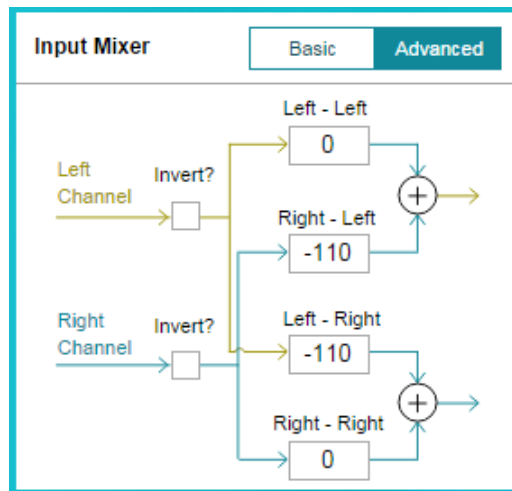 Input Mixer
Basic
Advanced
Left - Left
0
Left
Channel
Invert?
+
Right - Left
-110
Right
Channel
Invert?
Left - Right
-110
+
Right - Right
0